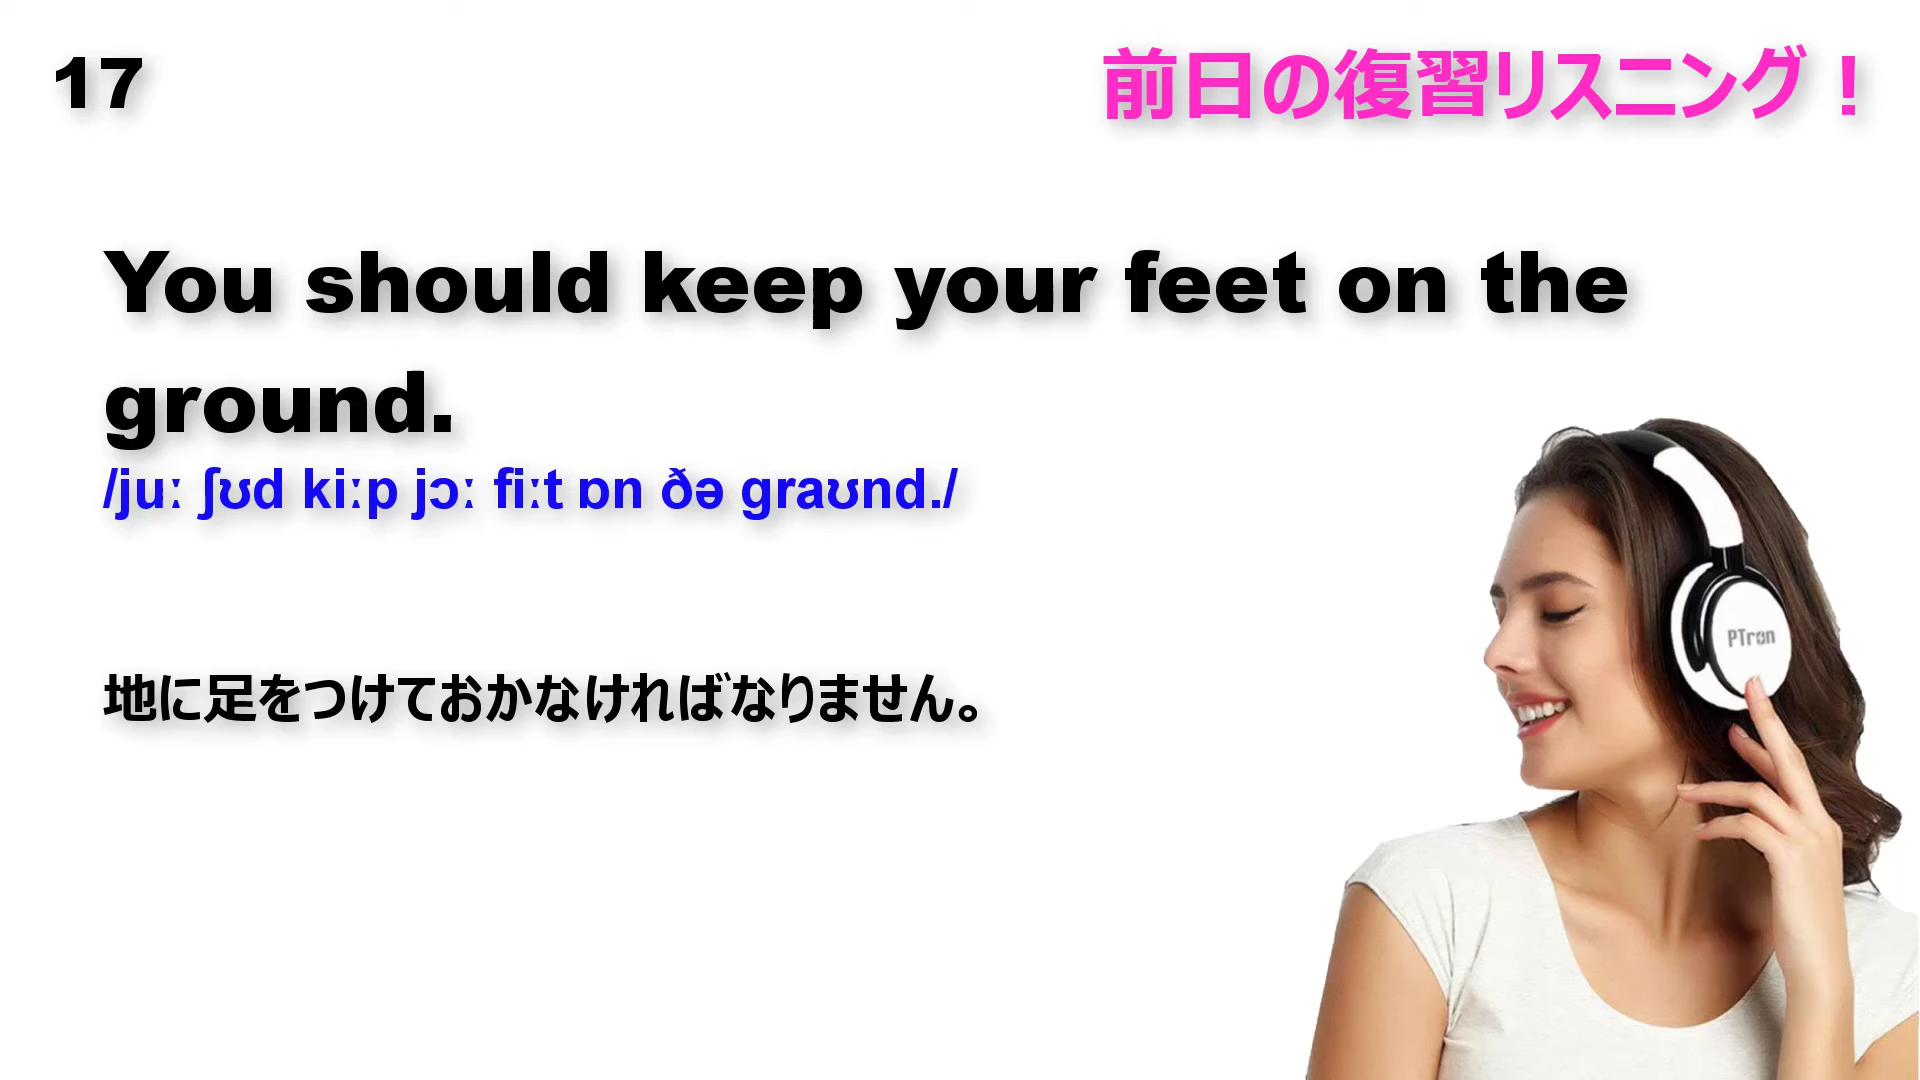 17
前日の復習リスニング！
You should keep your feet on the
ground.
/juː ʃʊd kiːp jɔː fiːt ɒn ðə graʊnd./
地に足をつけておかなければなりません。
PTron